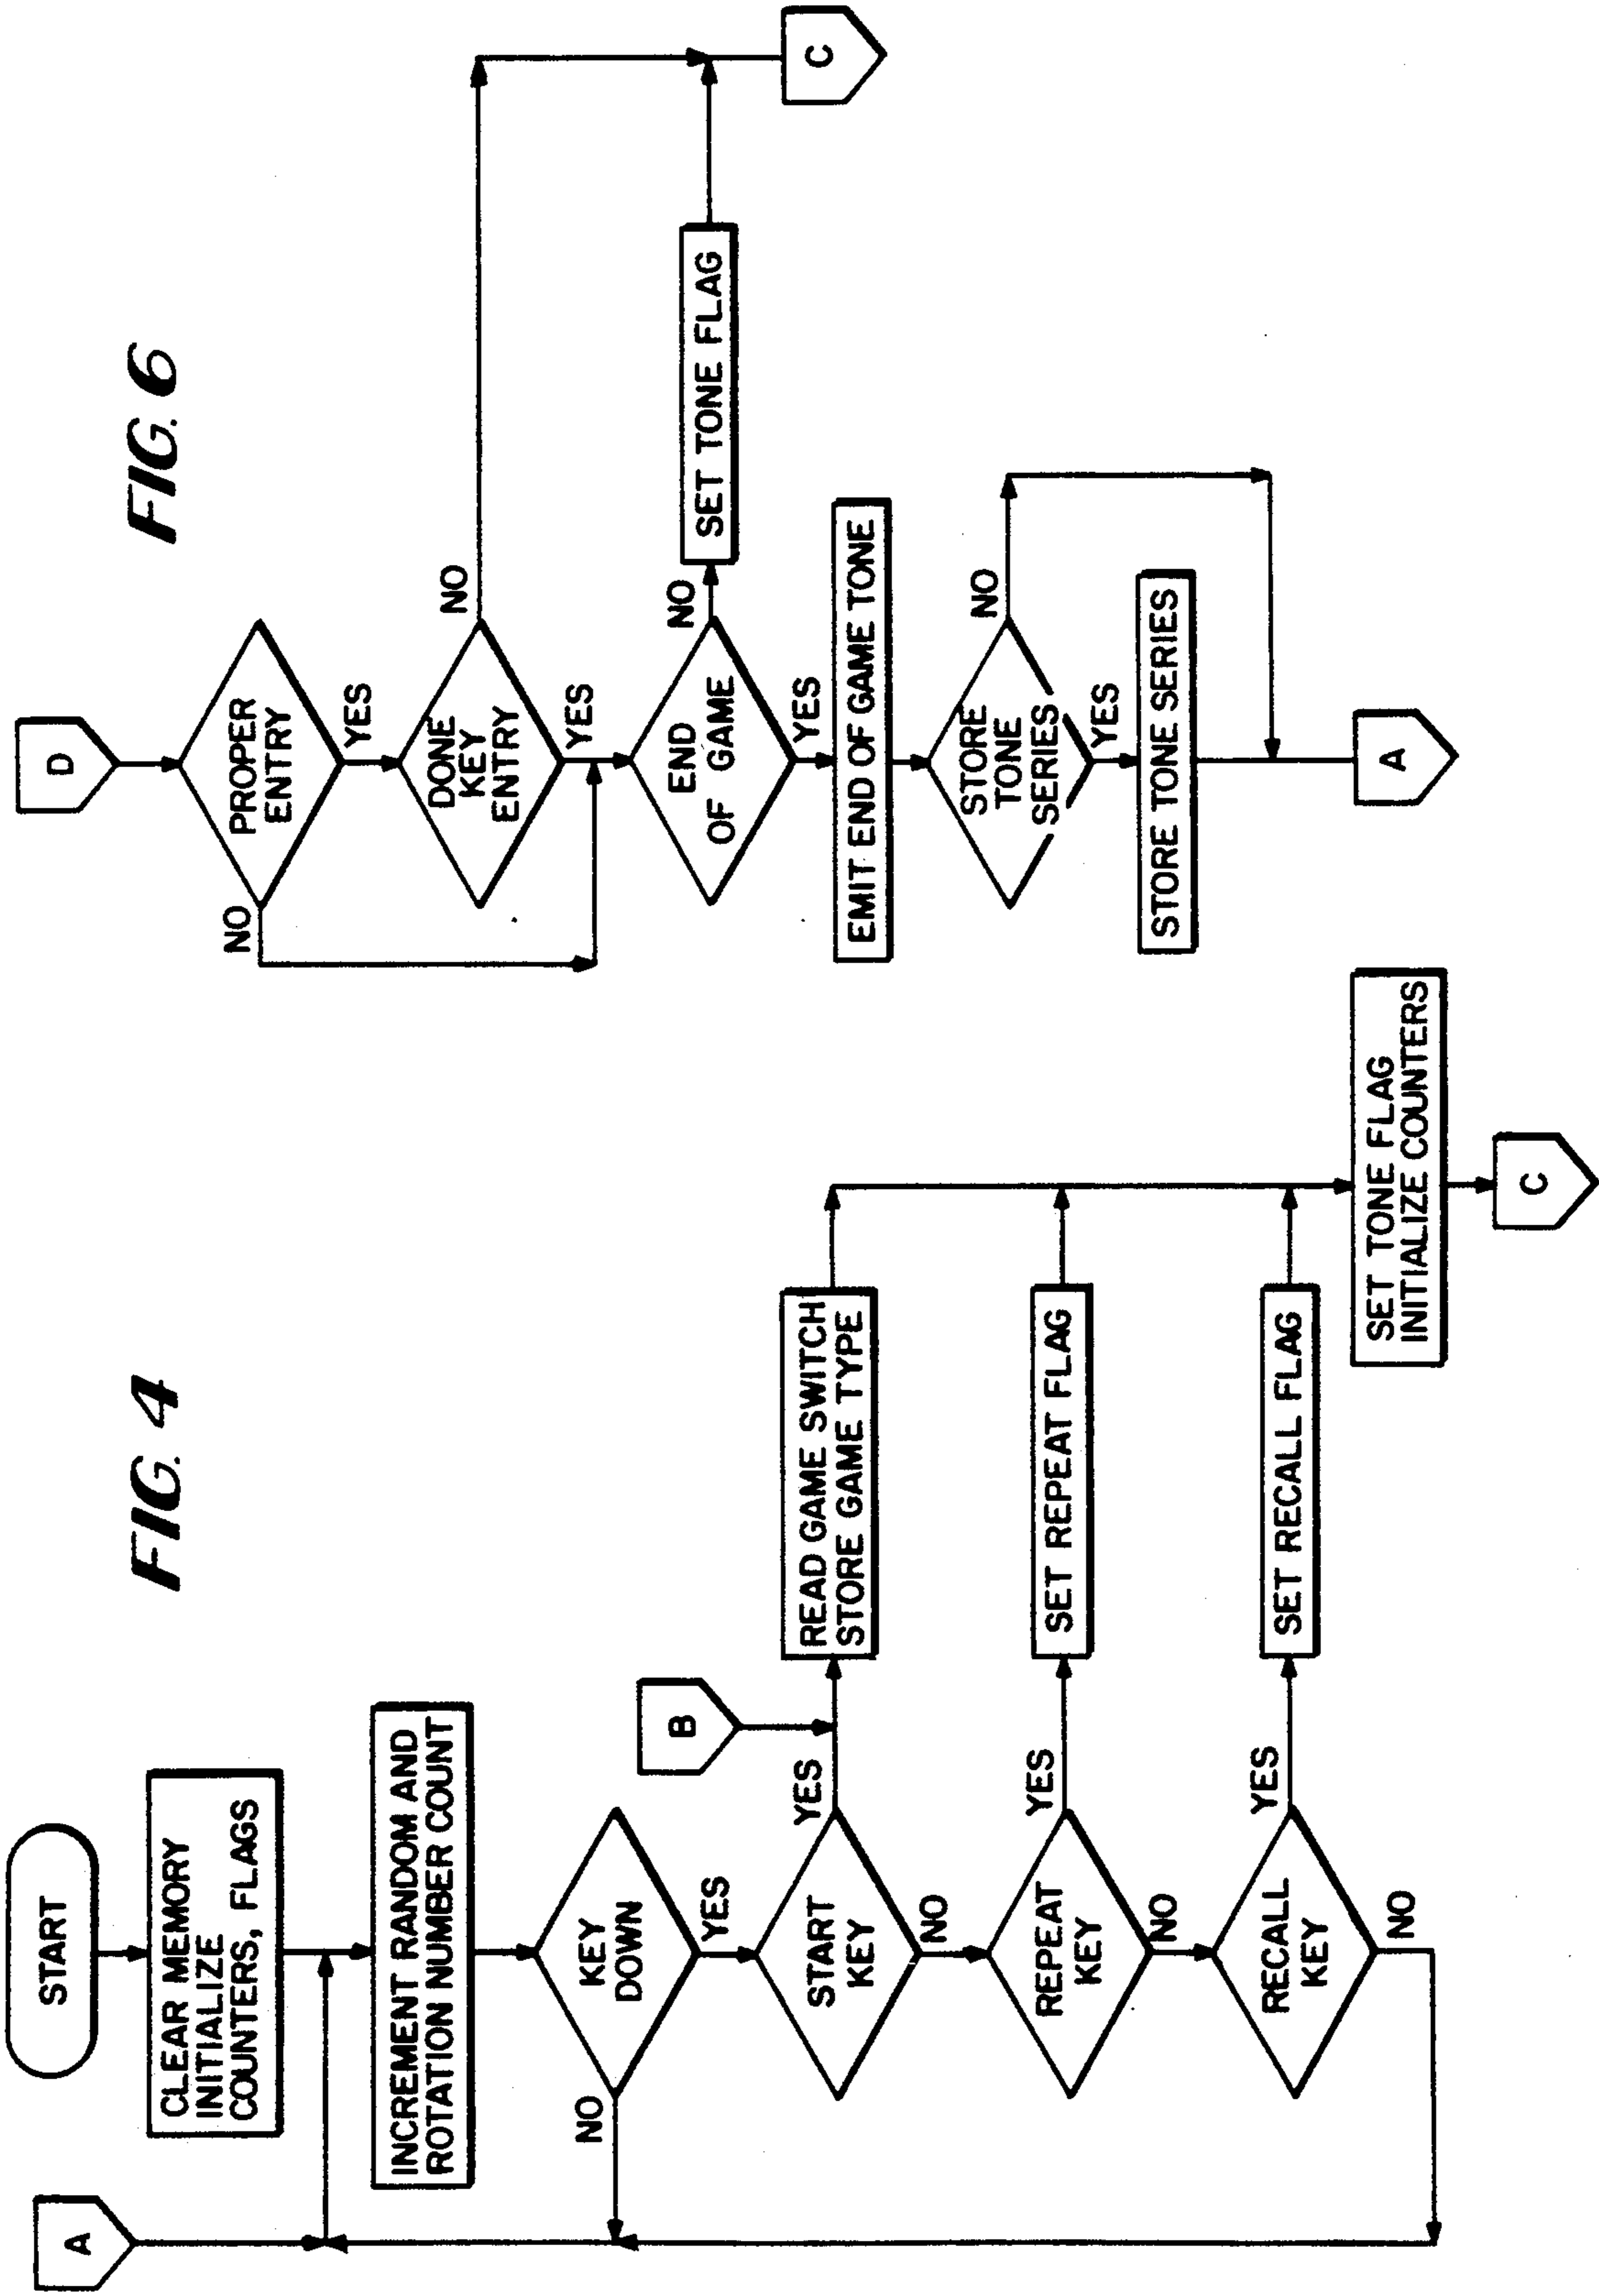 FIG. 4
START
CLEAR MEMORY
INITIALIZE
COUNTERS, FLAGS
A
INCREMENT RANDOM AND
ROTATION NUMBER COUNT
KEY
DOWN
NO
YES
B
START
KEY
YES
NO
READ GAME SWITCH
STORE GAME TYPE
REPEAT
KEY
YES
NO
SET REPEAT FLAG
RECALL
KEY
YES
NO
SET RECALL FLAG
SET TONE FLAG
INITIALIZE COUNTERS
C
FIG. 6
D
PROPER
ENTRY
NO
YES
DONE
KEY
ENTRY
NO
YES
END
OF GAME
NO
YES
SET TONE FLAG
C
EMIT END OF GAME TONE
STORE
TONE
SERIES
NO
YES
STORE TONE SERIES
A